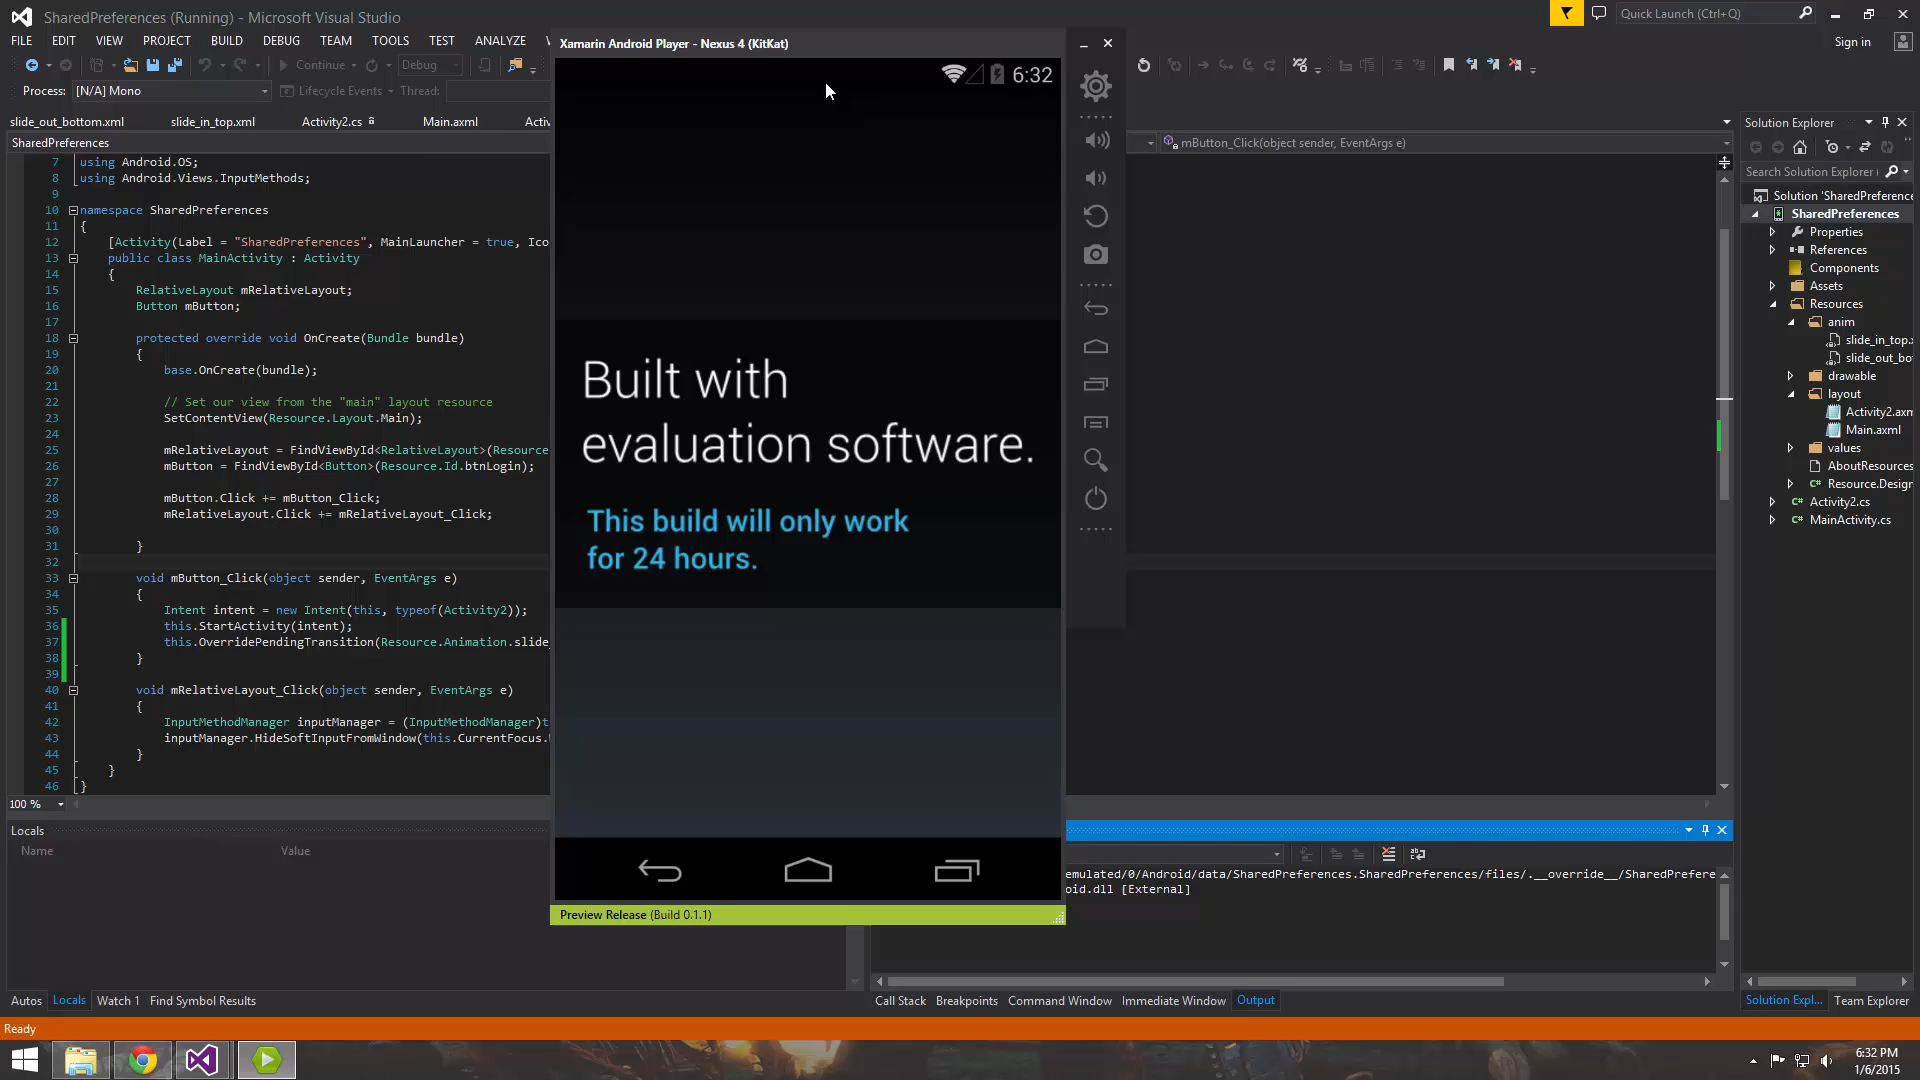 SharedPreferences (Running) - Microsoft Visual Studio
Quick Launch (Ctrl+Q)
FILE EDIT VIEW PROJECT BUILD DEBUG TEAM TOOLS TEST ANALYZE
Sign in
Continue
Debug
Process: [N/A] Mono
Lifecycle Events
Thread:
slide_out_bottom.xml slide_in_top.xml Activity2.cs Main.axml Activ
SharedPreferences
mButton_Click(object sender, EventArgs e)
7 using Android.OS;
8 using Android.Views.InputMethods;
9
10 namespace SharedPreferences
11 {
12 [Activity(Label = "SharedPreferences", MainLauncher = true, Ico
13 public class MainActivity : Activity
14 {
15 RelativeLayout mRelativeLayout;
16 Button mButton;
17
18 protected override void OnCreate(Bundle bundle)
19 {
20 base.OnCreate(bundle);
21
22 // Set our view from the "main" layout resource
23 SetContentView(Resource.Layout.Main);
24
25 mRelativeLayout = FindViewById<RelativeLayout>(Resource
26 mButton = FindViewById<Button>(Resource.Id.btnLogin);
27
28 mButton.Click += mButton_Click;
29 mRelativeLayout.Click += mRelativeLayout_Click;
30
31 }
32
33 void mButton_Click(object sender, EventArgs e)
34 {
35 Intent intent = new Intent(this, typeof(Activity2));
36 this.StartActivity(intent);
37 this.OverridePendingTransition(Resource.Animation.slide_
38 }
39
40 void mRelativeLayout_Click(object sender, EventArgs e)
41 {
42 InputMethodManager inputManager = (InputMethodManager)t
43 inputManager.HideSoftInputFromWindow(this.CurrentFocus.
44 }
45 }
46 }
100 %
Xamarin Android Player - Nexus 4 (KitKat)
6:32
Built with
evaluation software.
This build will only work
for 24 hours.
Preview Release (Build 0.1.1)
Solution Explorer
Search Solution Explorer (
Solution 'SharedPreference
SharedPreferences
Properties
References
Components
Assets
Resources
anim
slide_in_top.x
slide_out_bo
drawable
layout
Activity2.axm
Main.axml
values
AboutResources
Resource.Design
Activity2.cs
MainActivity.cs
Locals
Name Value
emulated/0/Android/data/SharedPreferences.SharedPreferences/files/.__override__/SharedPrefere
oid.dll [External]
Autos Locals Watch 1 Find Symbol Results
Call Stack Breakpoints Command Window Immediate Window Output
Solution Expl... Team Explorer
Ready
6:32 PM
1/6/2015